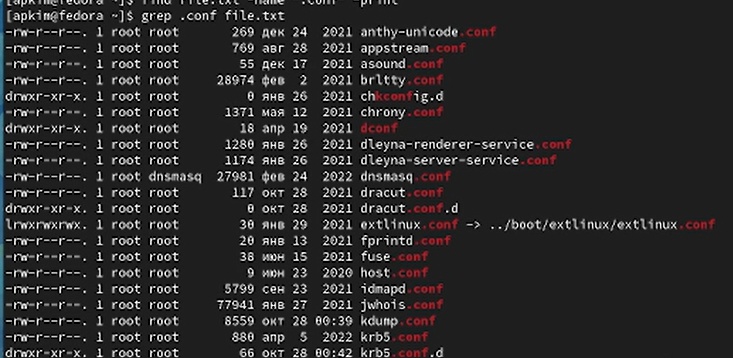 [apkim@fedora ~]$ find file.txt -name ".conf" -print
[apkim@fedora ~]$ grep .conf file.txt
-rw-r--r--. 1 root root 269 дек 24 2021 anthy-unicode.conf
-rw-r--r--. 1 root root 769 авг 28 2021 appstream.conf
-rw-r--r--. 1 root root 55 дек 17 2021 asound.conf
-rw-r--r--. 1 root root 28974 фев 2 2021 brltty.conf
drwxr-xr-x. 1 root root 0 янв 26 2021 chkconfig.d
-rw-r--r--. 1 root root 1371 мая 12 2021 chrony.conf
drwxr-xr-x. 1 root root 18 апр 19 2021 dconf
-rw-r--r--. 1 root root 1280 янв 26 2021 dleyna-renderer-service.conf
-rw-r--r--. 1 root root 1174 янв 26 2021 dleyna-server-service.conf
-rw-r--r--. 1 root dnsmasq 27981 фев 24 2022 dnsmasq.conf
-rw-r--r--. 1 root root 117 окт 28 2021 dracut.conf
drwxr-xr-x. 1 root root 0 окт 28 2021 dracut.conf.d
lrwxrwxrwx. 1 root root 30 янв 29 2021 extlinux.conf -> ../boot/extlinux/extlinux.conf
-rw-r--r--. 1 root root 20 янв 13 2021 fprintd.conf
-rw-r--r--. 1 root root 38 июн 15 2021 fuse.conf
-rw-r--r--. 1 root root 9 июн 23 2020 host.conf
-rw-r--r--. 1 root root 5799 сен 23 2021 idmapd.conf
-rw-r--r--. 1 root root 77941 янв 27 2021 jwhois.conf
-rw-r--r--. 1 root root 8559 окт 28 00:39 kdump.conf
-rw-r--r--. 1 root root 880 апр 5 2022 krb5.conf
drwxr-xr-x. 1 root root 66 окт 28 00:42 krb5.conf.d